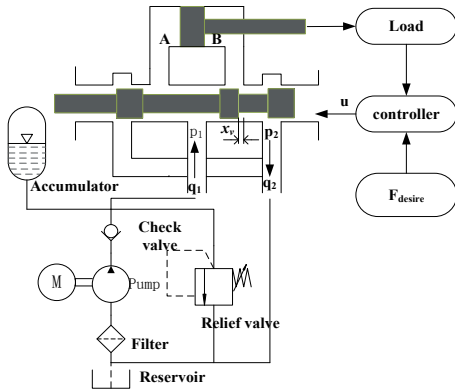 A B
Load
u
controller
p1 xv p2
q1 q2
Accumulator
Fdesire
Check
valve
M Pump
Relief valve
Filter
Reservoir